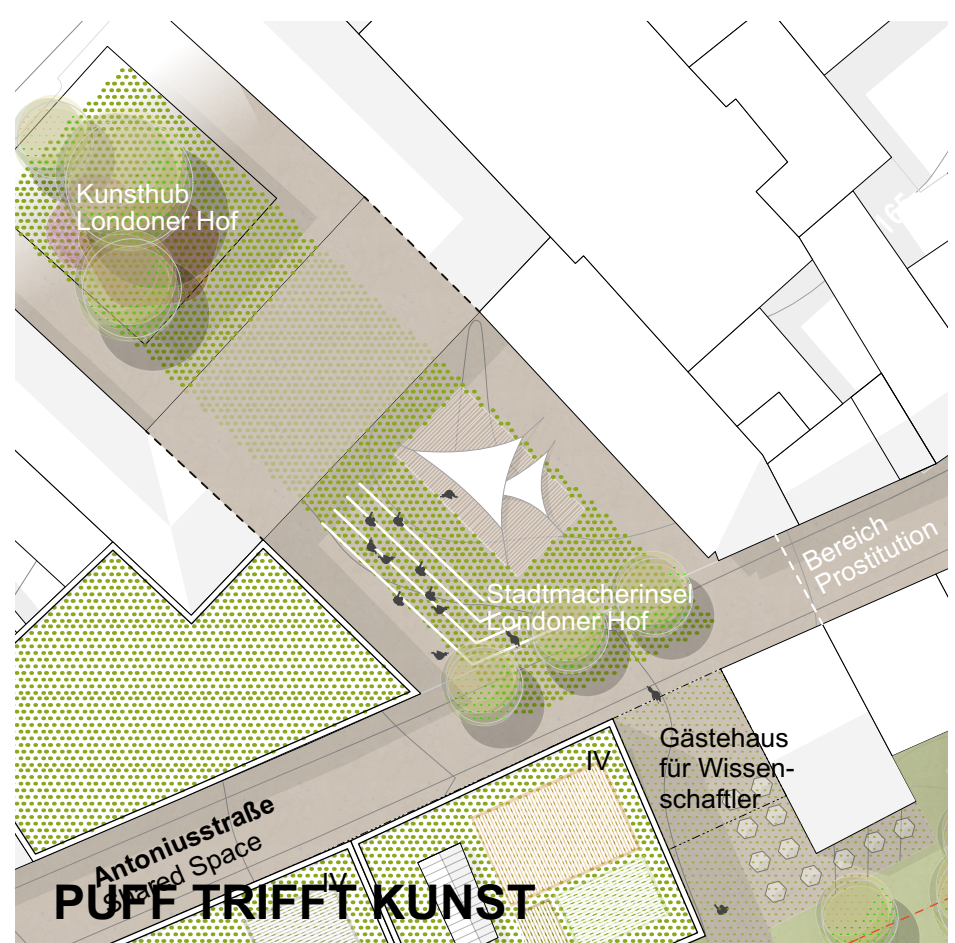 Kunsthub
Londoner Hof
Bereich
Prostitution
Stadtmacherinsel
Londoner Hof
Gästehaus
für Wissen-
schaftler
IV
Antoniusstraße
Shared Space
IV
PUFF TRIFFT KUNST